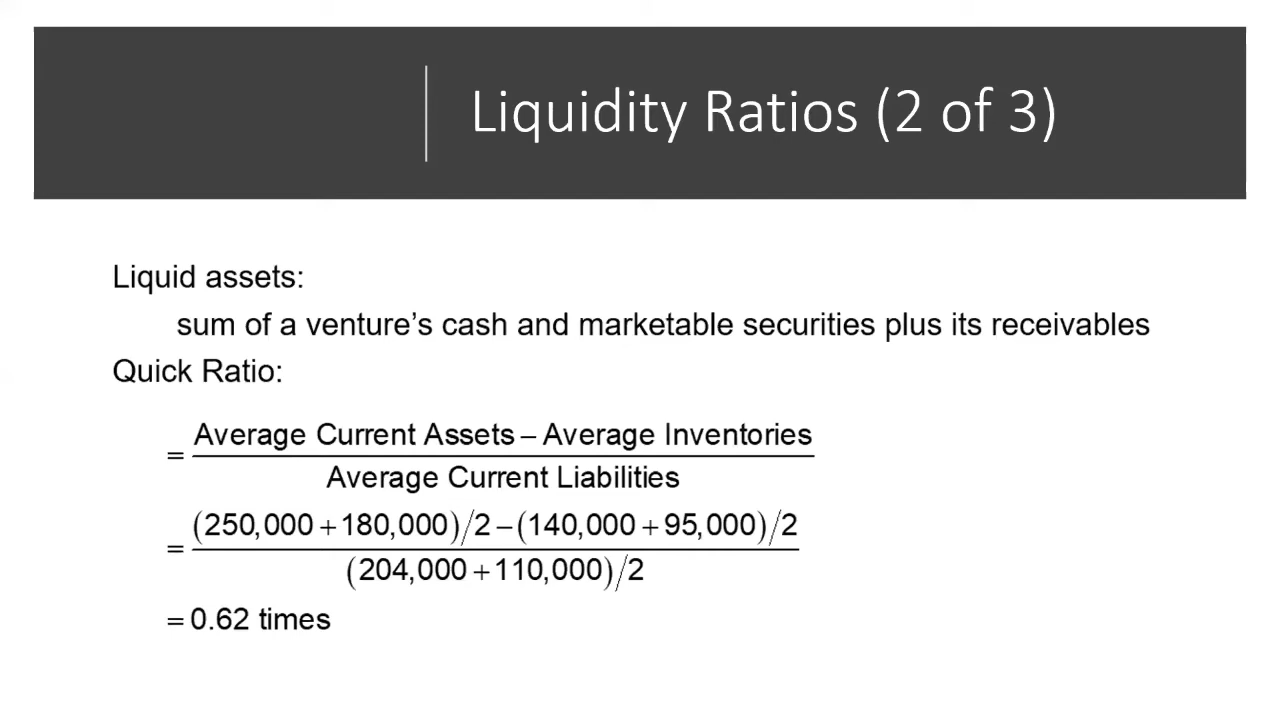 Liquidity Ratios (2 of 3)
Liquid assets:
sum of a venture’s cash and marketable securities plus its receivables
Quick Ratio:
= Average Current Assets – Average Inventories
Average Current Liabilities
= (250,000 + 180,000)/2 – (140,000 + 95,000)/2
(204,000 + 110,000)/2
= 0.62 times